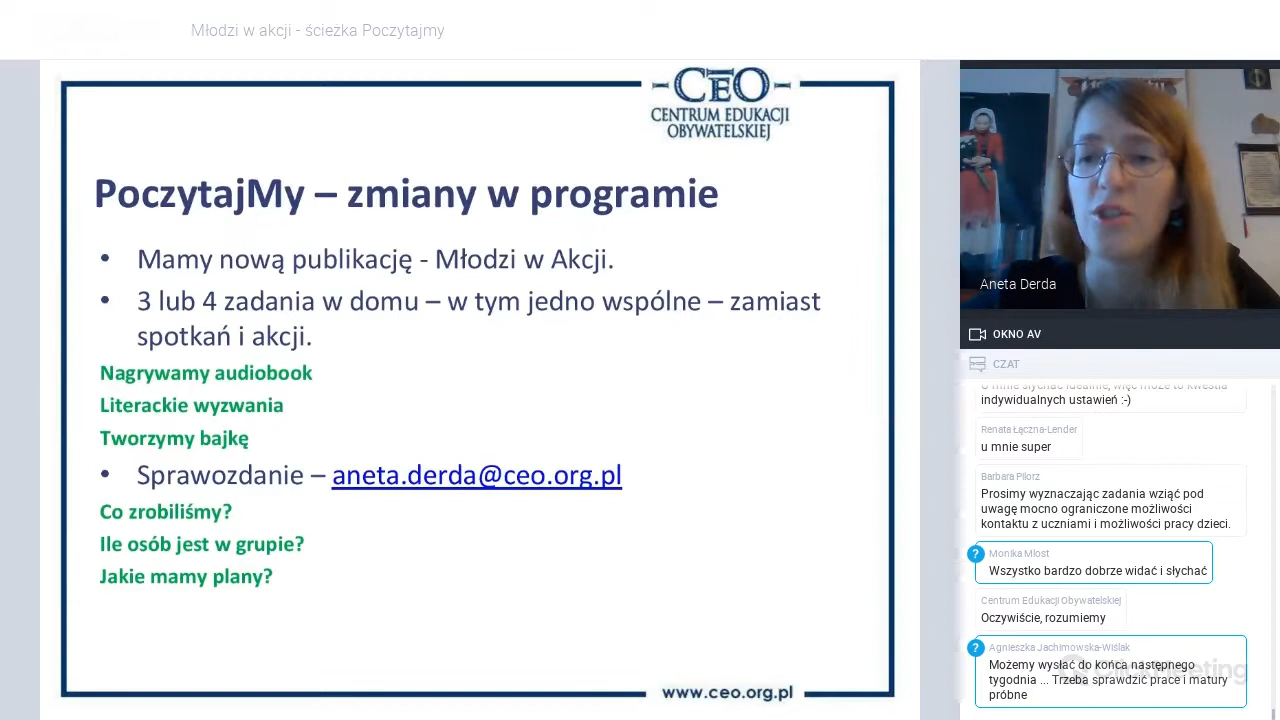 Młodzi w akcji - ścieżka Poczytajmy
CEO
CENTRUM EDUKACJI
OBYWATELSKIEJ
PoczytajMy – zmiany w programie
• Mamy nową publikację - Młodzi w Akcji.
• 3 lub 4 zadania w domu – w tym jedno wspólne – zamiast
spotkań i akcji.
Nagrywamy audiobook
Literackie wyzwania
Tworzymy bajkę
• Sprawozdanie – aneta.derda@ceo.org.pl
Co zrobiliśmy?
Ile osób jest w grupie?
Jakie mamy plany?
www.ceo.org.pl
Aneta Derda
OKNO AV
CZAT
U mnie słychać idealnie, więc może to kwestia
indywidualnych ustawień :-)
Renata Łączna-Lender
u mnie super
Barbara Pilorz
Prosimy wyznaczając zadania wziąć pod
uwagę mocno ograniczone możliwości
kontaktu z uczniami i możliwości pracy dzieci.
?
Monika Młost
Wszystko bardzo dobrze widać i słychać
Centrum Edukacji Obywatelskiej
Oczywiście, rozumiemy
?
Agnieszka Jachimowska-Wiślak
Możemy wysłać do końca następnego
tygodnia ... Trzeba sprawdzić prace i matury
próbne